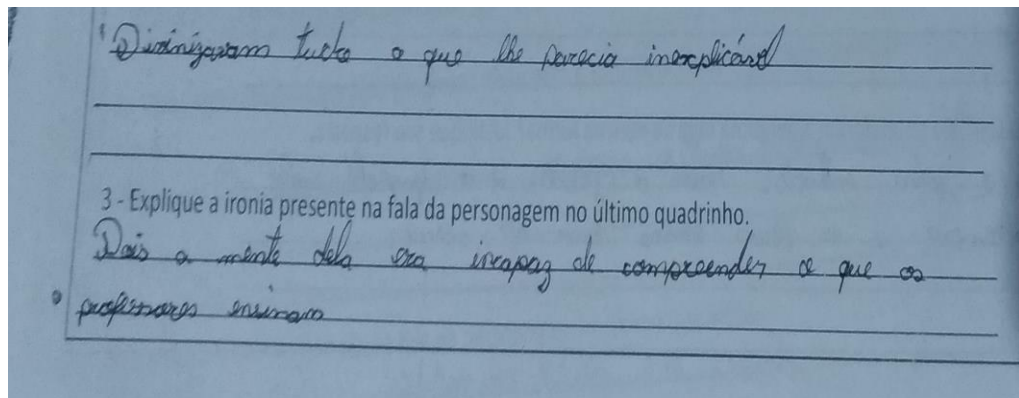 Divinizavam tudo o que lhe parecia inexplicável
3 - Explique a ironia presente na fala da personagem no último quadrinho.
Pois a mente dela era incapaz de compreender o que os
professores ensinam